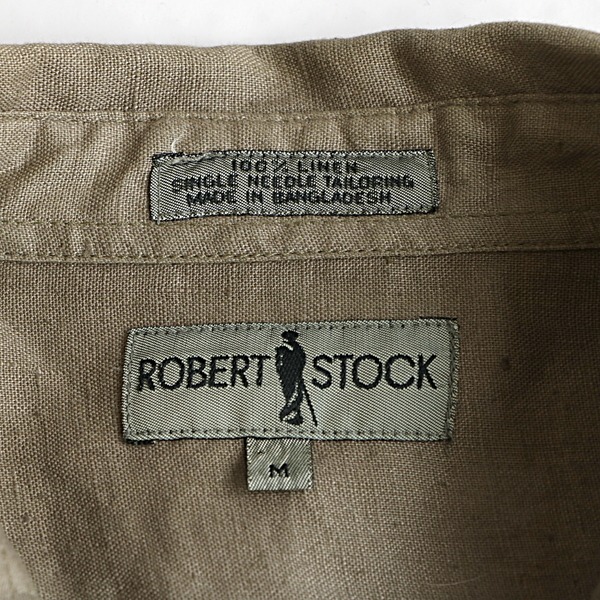 100% LINEN
SINGLE NEEDLE TAILORING
MADE IN BANGLADESH
ROBERT STOCK
M